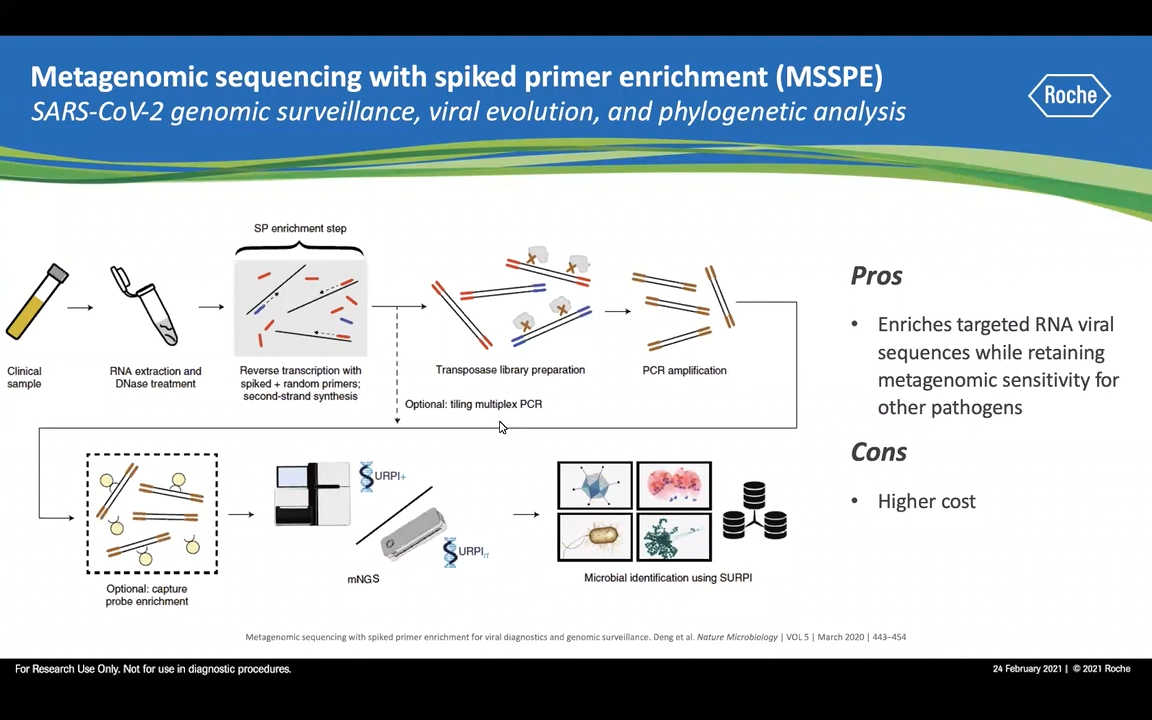 Metagenomic sequencing with spiked primer enrichment (MSSPE)
SARS-CoV-2 genomic surveillance, viral evolution, and phylogenetic analysis
Roche
SP enrichment step
Clinical
sample
RNA extraction and
DNase treatment
Reverse transcription with
spiked + random primers;
second-strand synthesis
Transposase library preparation
PCR amplification
Optional: tiling multiplex PCR
Optional: capture
probe enrichment
URPI+
URPIrt
mNGS
Microbial identification using SURPI
Pros
• Enriches targeted RNA viral
sequences while retaining
metagenomic sensitivity for
other pathogens
Cons
• Higher cost
Metagenomic sequencing with spiked primer enrichment for viral diagnostics and genomic surveillance. Deng et al. Nature Microbiology | VOL 5 | March 2020 | 443–454
For Research Use Only. Not for use in diagnostic procedures.
24 February 2021 | © 2021 Roche